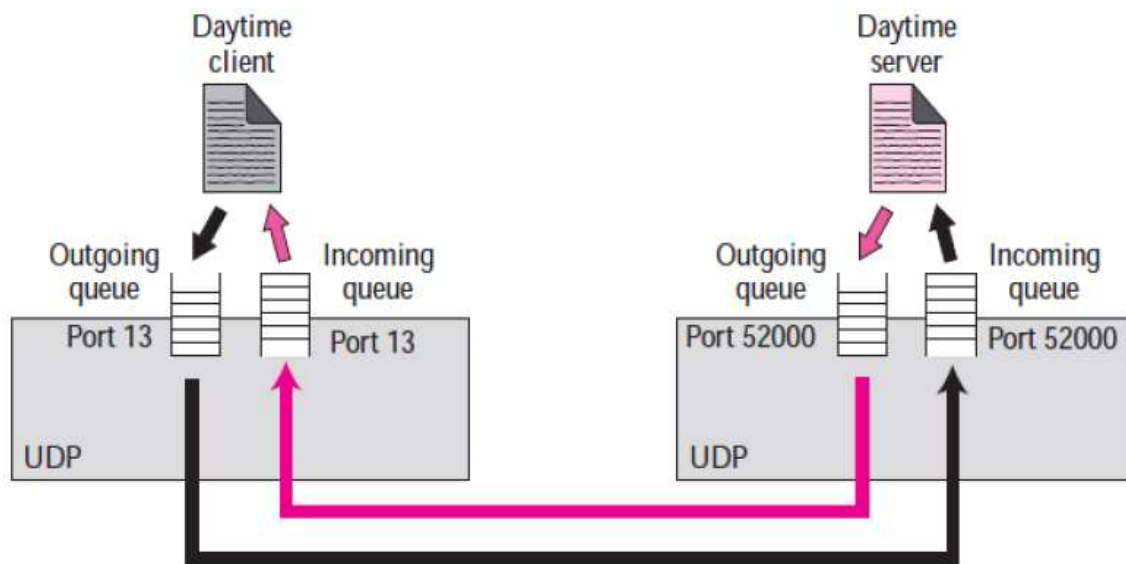 Daytime
client
Daytime
server
Outgoing
queue
Incoming
queue
Outgoing
queue
Incoming
queue
Port 13
Port 13
Port 52000
Port 52000
UDP
UDP